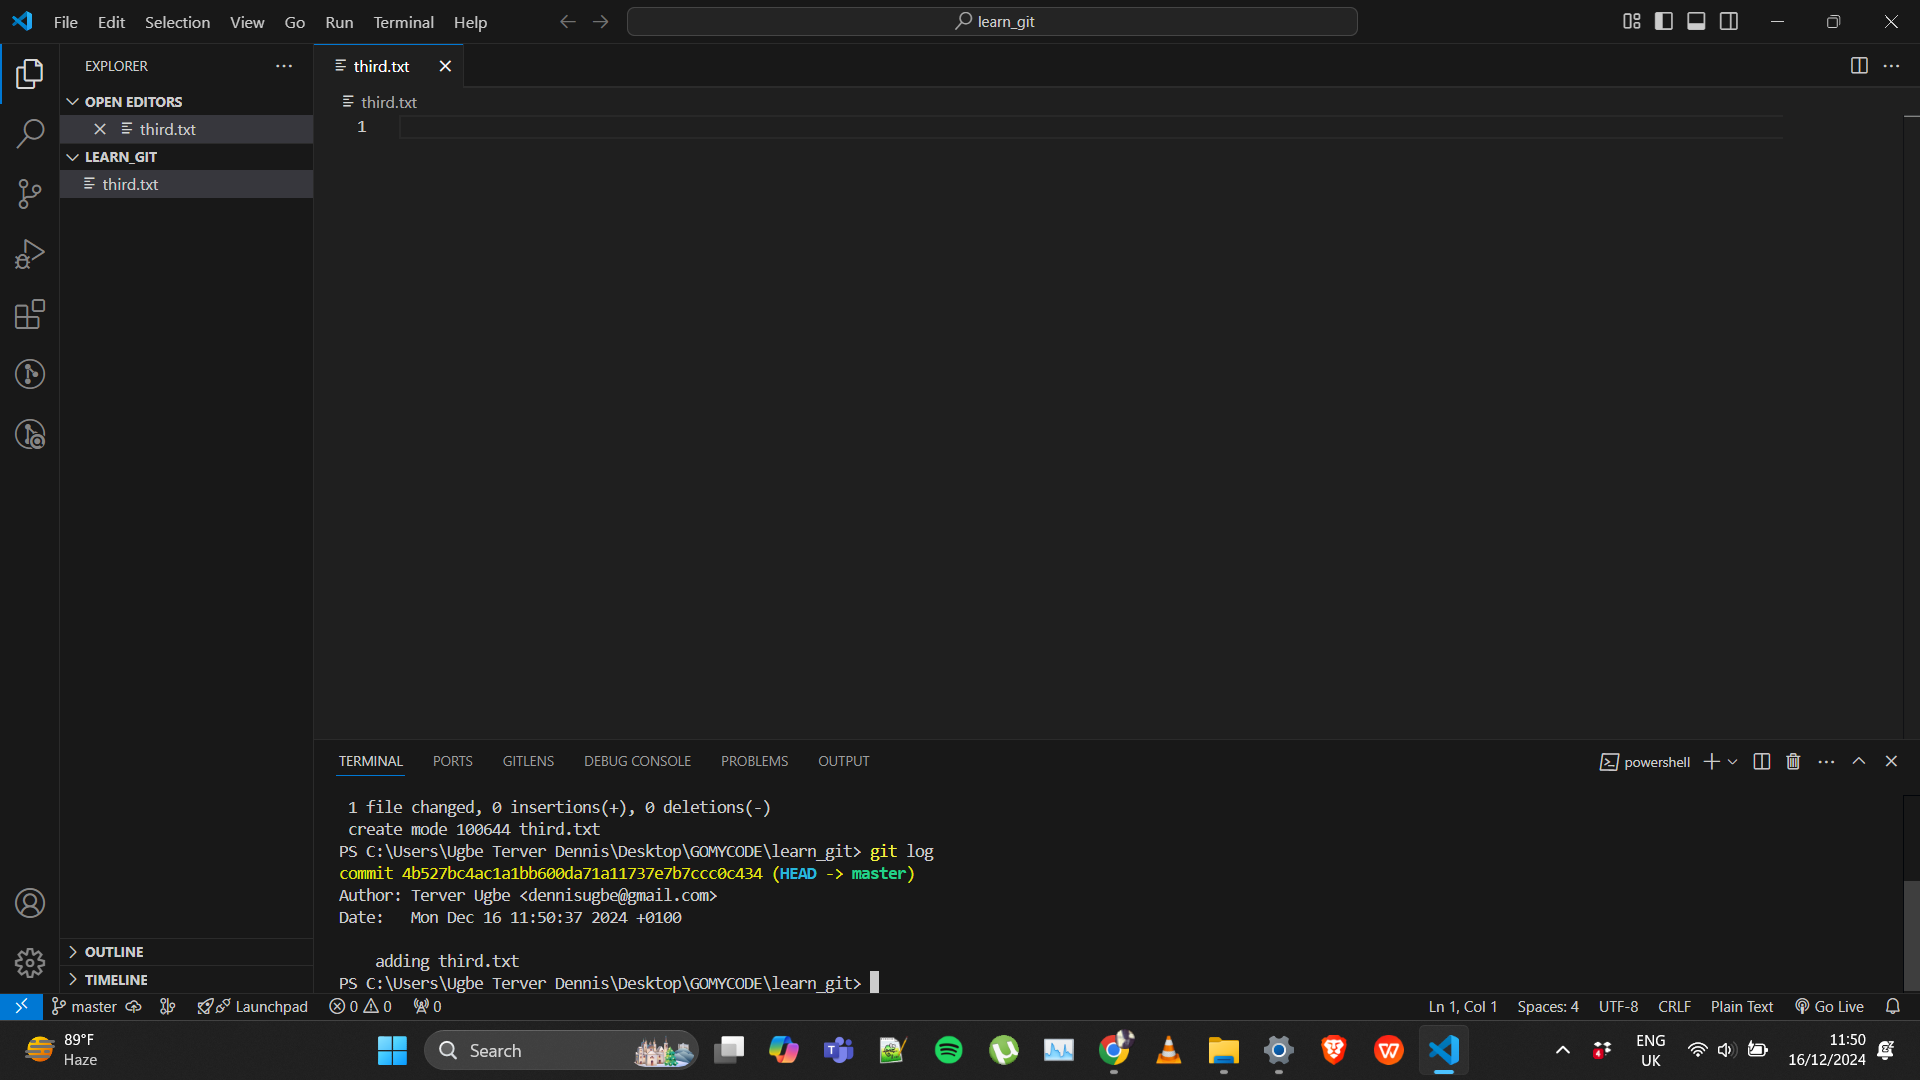 File Edit Selection View Go Run Terminal Help
learn_git
EXPLORER
third.txt
OPEN EDITORS
third.txt
third.txt
1
LEARN_GIT
third.txt
TERMINAL PORTS GITLENS DEBUG CONSOLE PROBLEMS OUTPUT
powershell
1 file changed, 0 insertions(+), 0 deletions(-)
create mode 100644 third.txt
PS C:\Users\Ugbe Terver Dennis\Desktop\GOMYCODE\learn_git> git log
commit 4b527bc4ac1a1bb600da71a11737e7b7ccc0c434 (HEAD -> master)
Author: Terver Ugbe <dennisugbe@gmail.com>
Date:   Mon Dec 16 11:50:37 2024 +0100
adding third.txt
PS C:\Users\Ugbe Terver Dennis\Desktop\GOMYCODE\learn_git>
OUTLINE
TIMELINE
master Launchpad 0 0 0
Ln 1, Col 1 Spaces: 4 UTF-8 CRLF Plain Text Go Live
89°F
Haze
Search
4
ENG
UK
11:50
16/12/2024